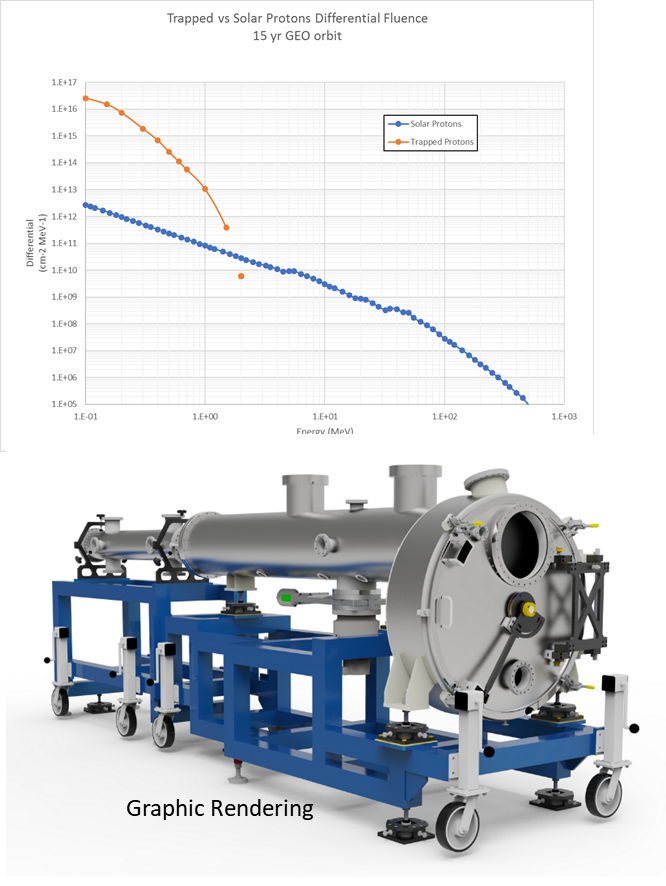 Trapped vs Solar Protons Differential Fluence
15 yr GEO orbit
1.E+17
1.E+16
1.E+15
1.E+14
1.E+13
1.E+12
1.E+11
1.E+10
1.E+09
1.E+08
1.E+07
1.E+06
1.E+05
Differential
(cm-2 MeV-1)
Solar Protons
Trapped Protons
1.E-01
1.E+00
1.E+01
1.E+02
1.E+03
Energy (MeV)
Graphic Rendering